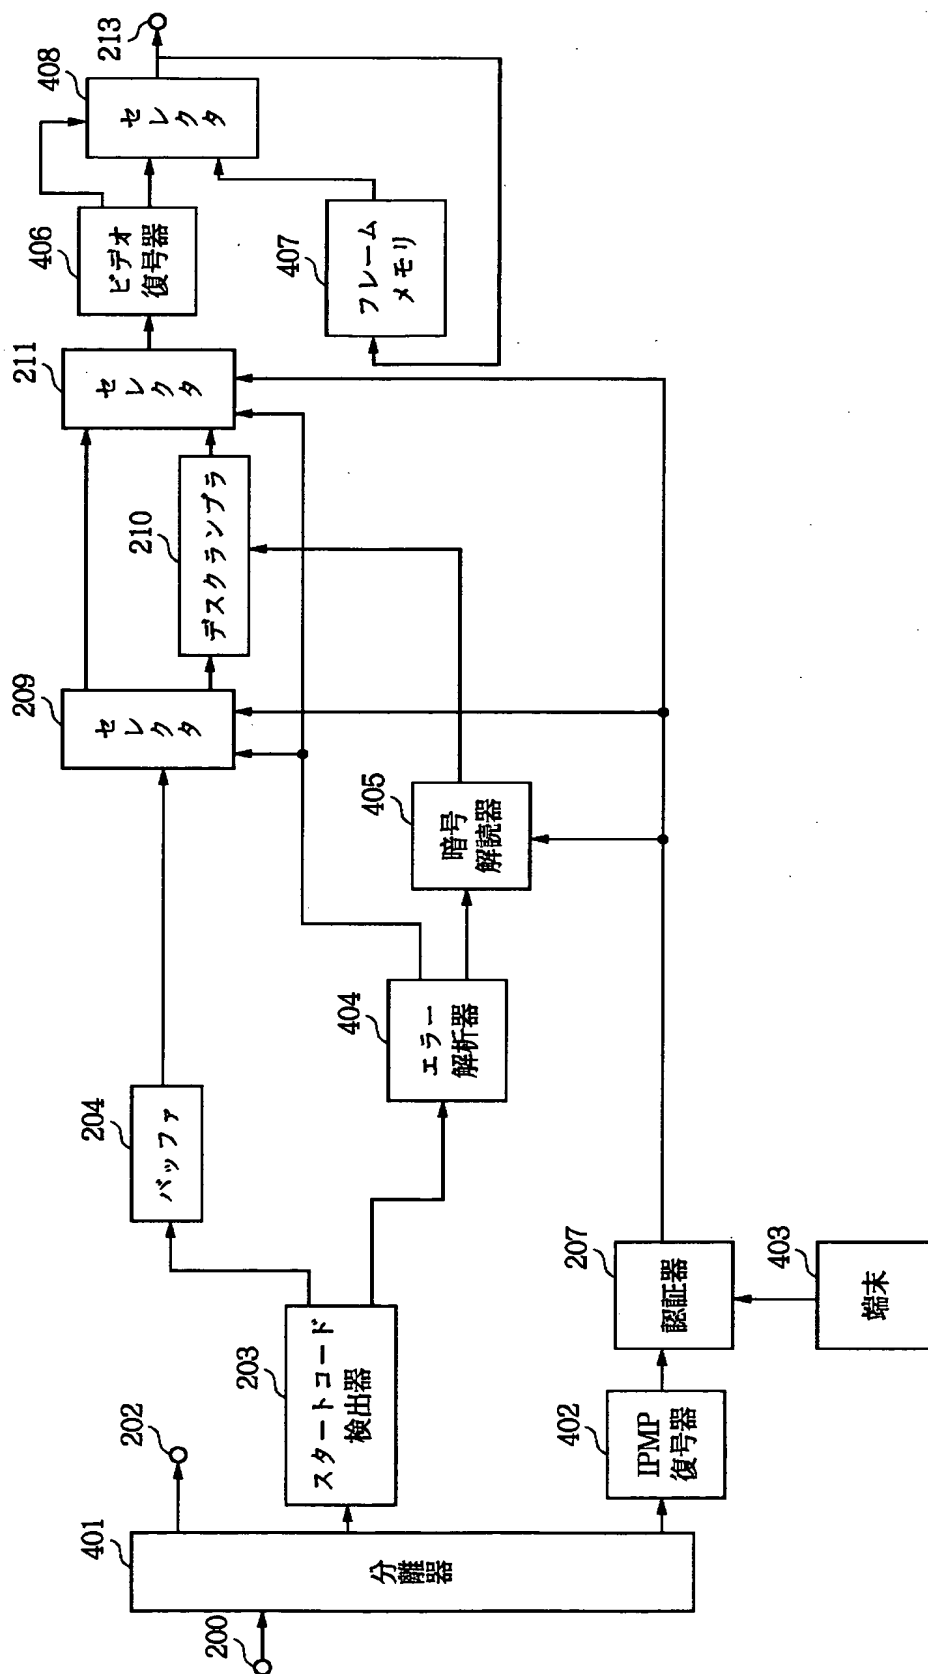 200
401
分離器
202
203
スタートコード
検出器
204
バッファ
402
IPMP
復号器
207
認証器
403
端末
404
エラー
解析器
405
暗号
解読器
209
セレクタ
210
デスクランブラ
211
セレクタ
406
ビデオ
復号器
407
フレーム
メモリ
408
セレクタ
213